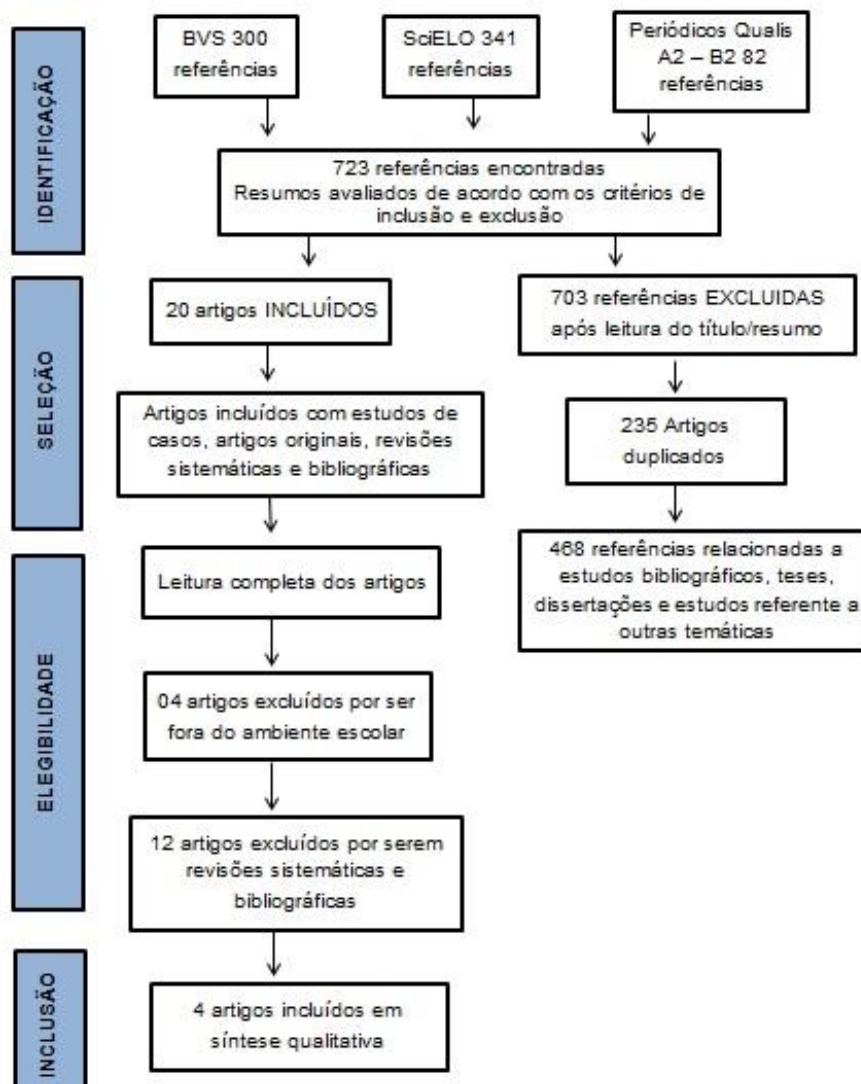 IDENTIFICAÇÃO
BVS 300
referências
SciELO 341
referências
Periódicos Qualis
A2 – B2 82
referências
723 referências encontradas
Resumos avaliados de acordo com os critérios de
inclusão e exclusão
SELEÇÃO
20 artigos INCLUÍDOS
703 referências EXCLUIDAS
após leitura do título/resumo
Artigos incluídos com estudos de
casos, artigos originais, revisões
sistemáticas e bibliográficas
235 Artigos
duplicados
468 referências relacionadas a
estudos bibliográficos, teses,
dissertações e estudos referente a
outras temáticas
ELEGIBILIDADE
Leitura completa dos artigos
04 artigos excluídos por ser
fora do ambiente escolar
12 artigos excluídos por serem
revisões sistemáticas e
bibliográficas
INCLUSÃO
4 artigos incluídos em
síntese qualitativa